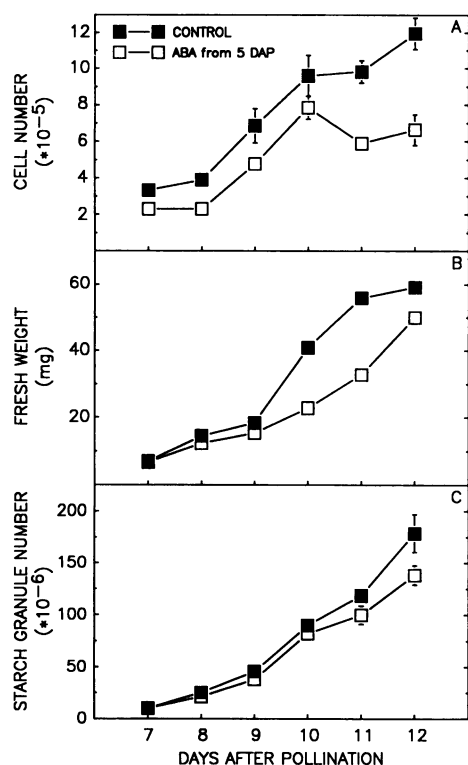 CONTROL
ABA from 5 DAP
A
12
10
8
6
4
2
CELL NUMBER
(*10⁻⁵)
B
60
40
20
FRESH WEIGHT
(mg)
C
200
150
100
50
0
STARCH GRANULE NUMBER
(*10⁻⁶)
7 8 9 10 11 12
DAYS AFTER POLLINATION